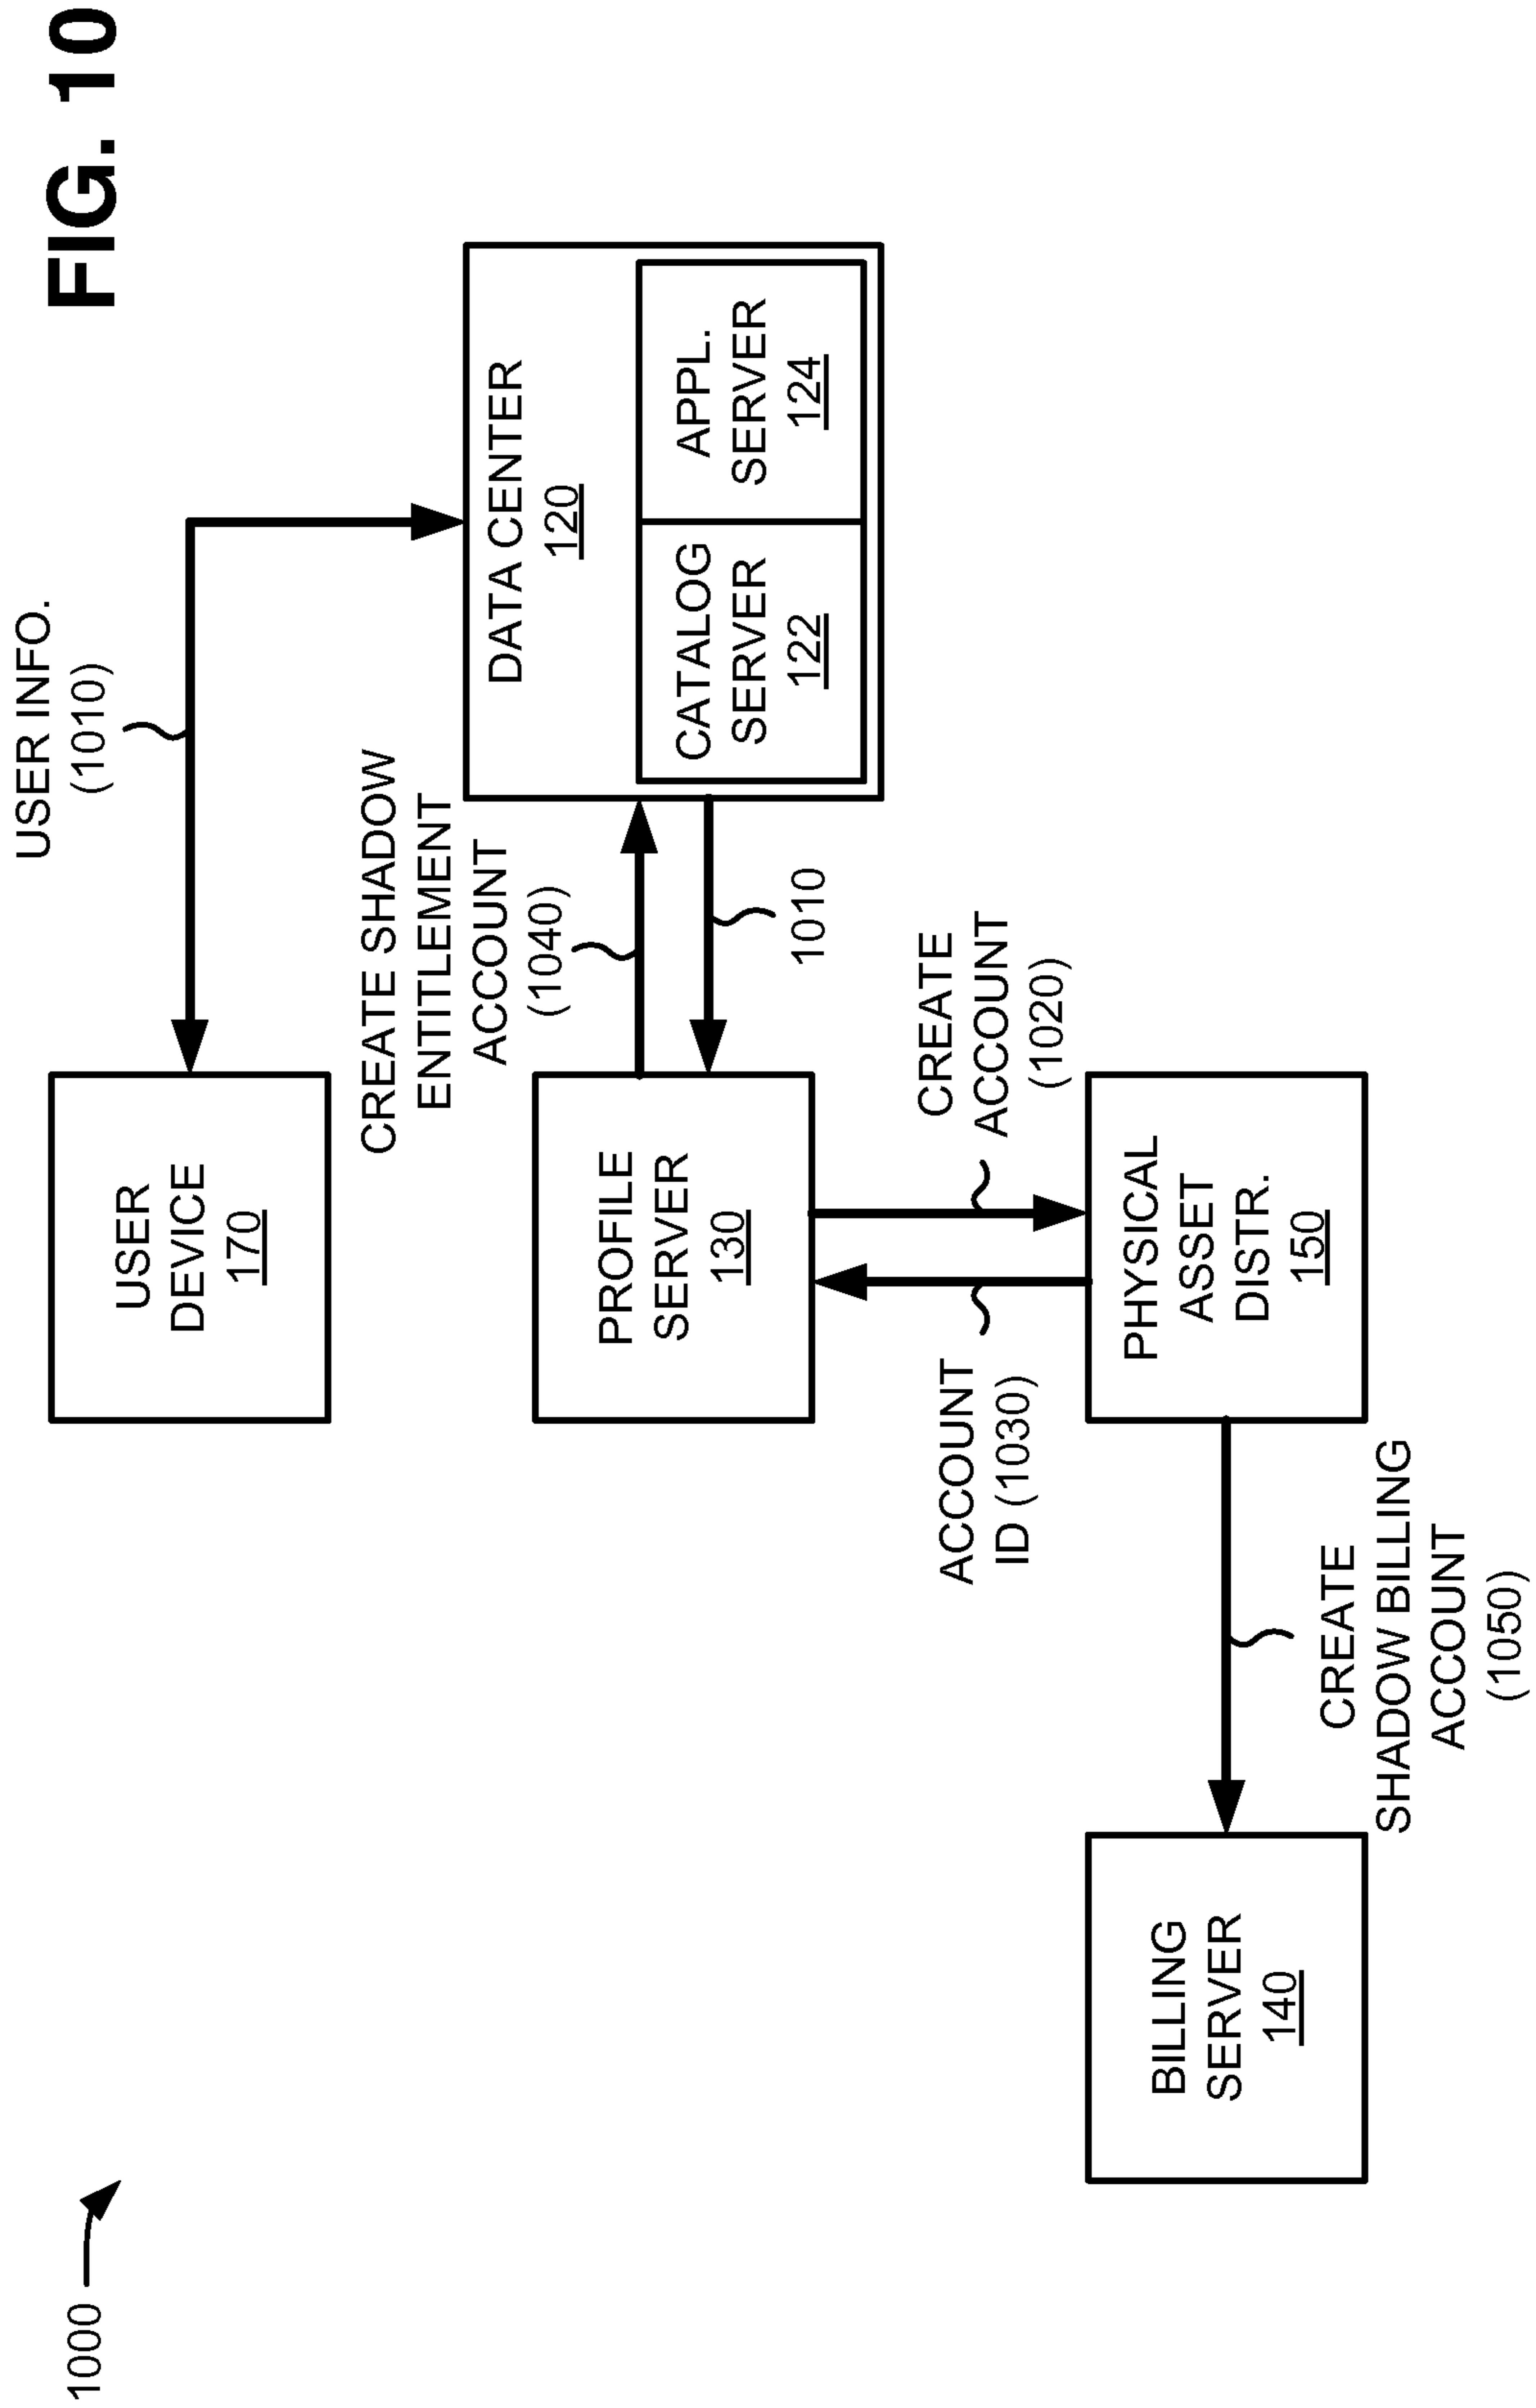 FIG. 10
1000
USER INFO.
(1010)
USER
DEVICE
170
CREATE SHADOW
ENTITLEMENT
ACCOUNT
(1040)
DATA CENTER
120
CATALOG
SERVER
122
APPL.
SERVER
124
PROFILE
SERVER
130
1010
ACCOUNT
ID (1030)
CREATE
ACCOUNT
(1020)
BILLING
SERVER
140
PHYSICAL
ASSET
DISTR.
150
CREATE
SHADOW BILLING
ACCOUNT
(1050)